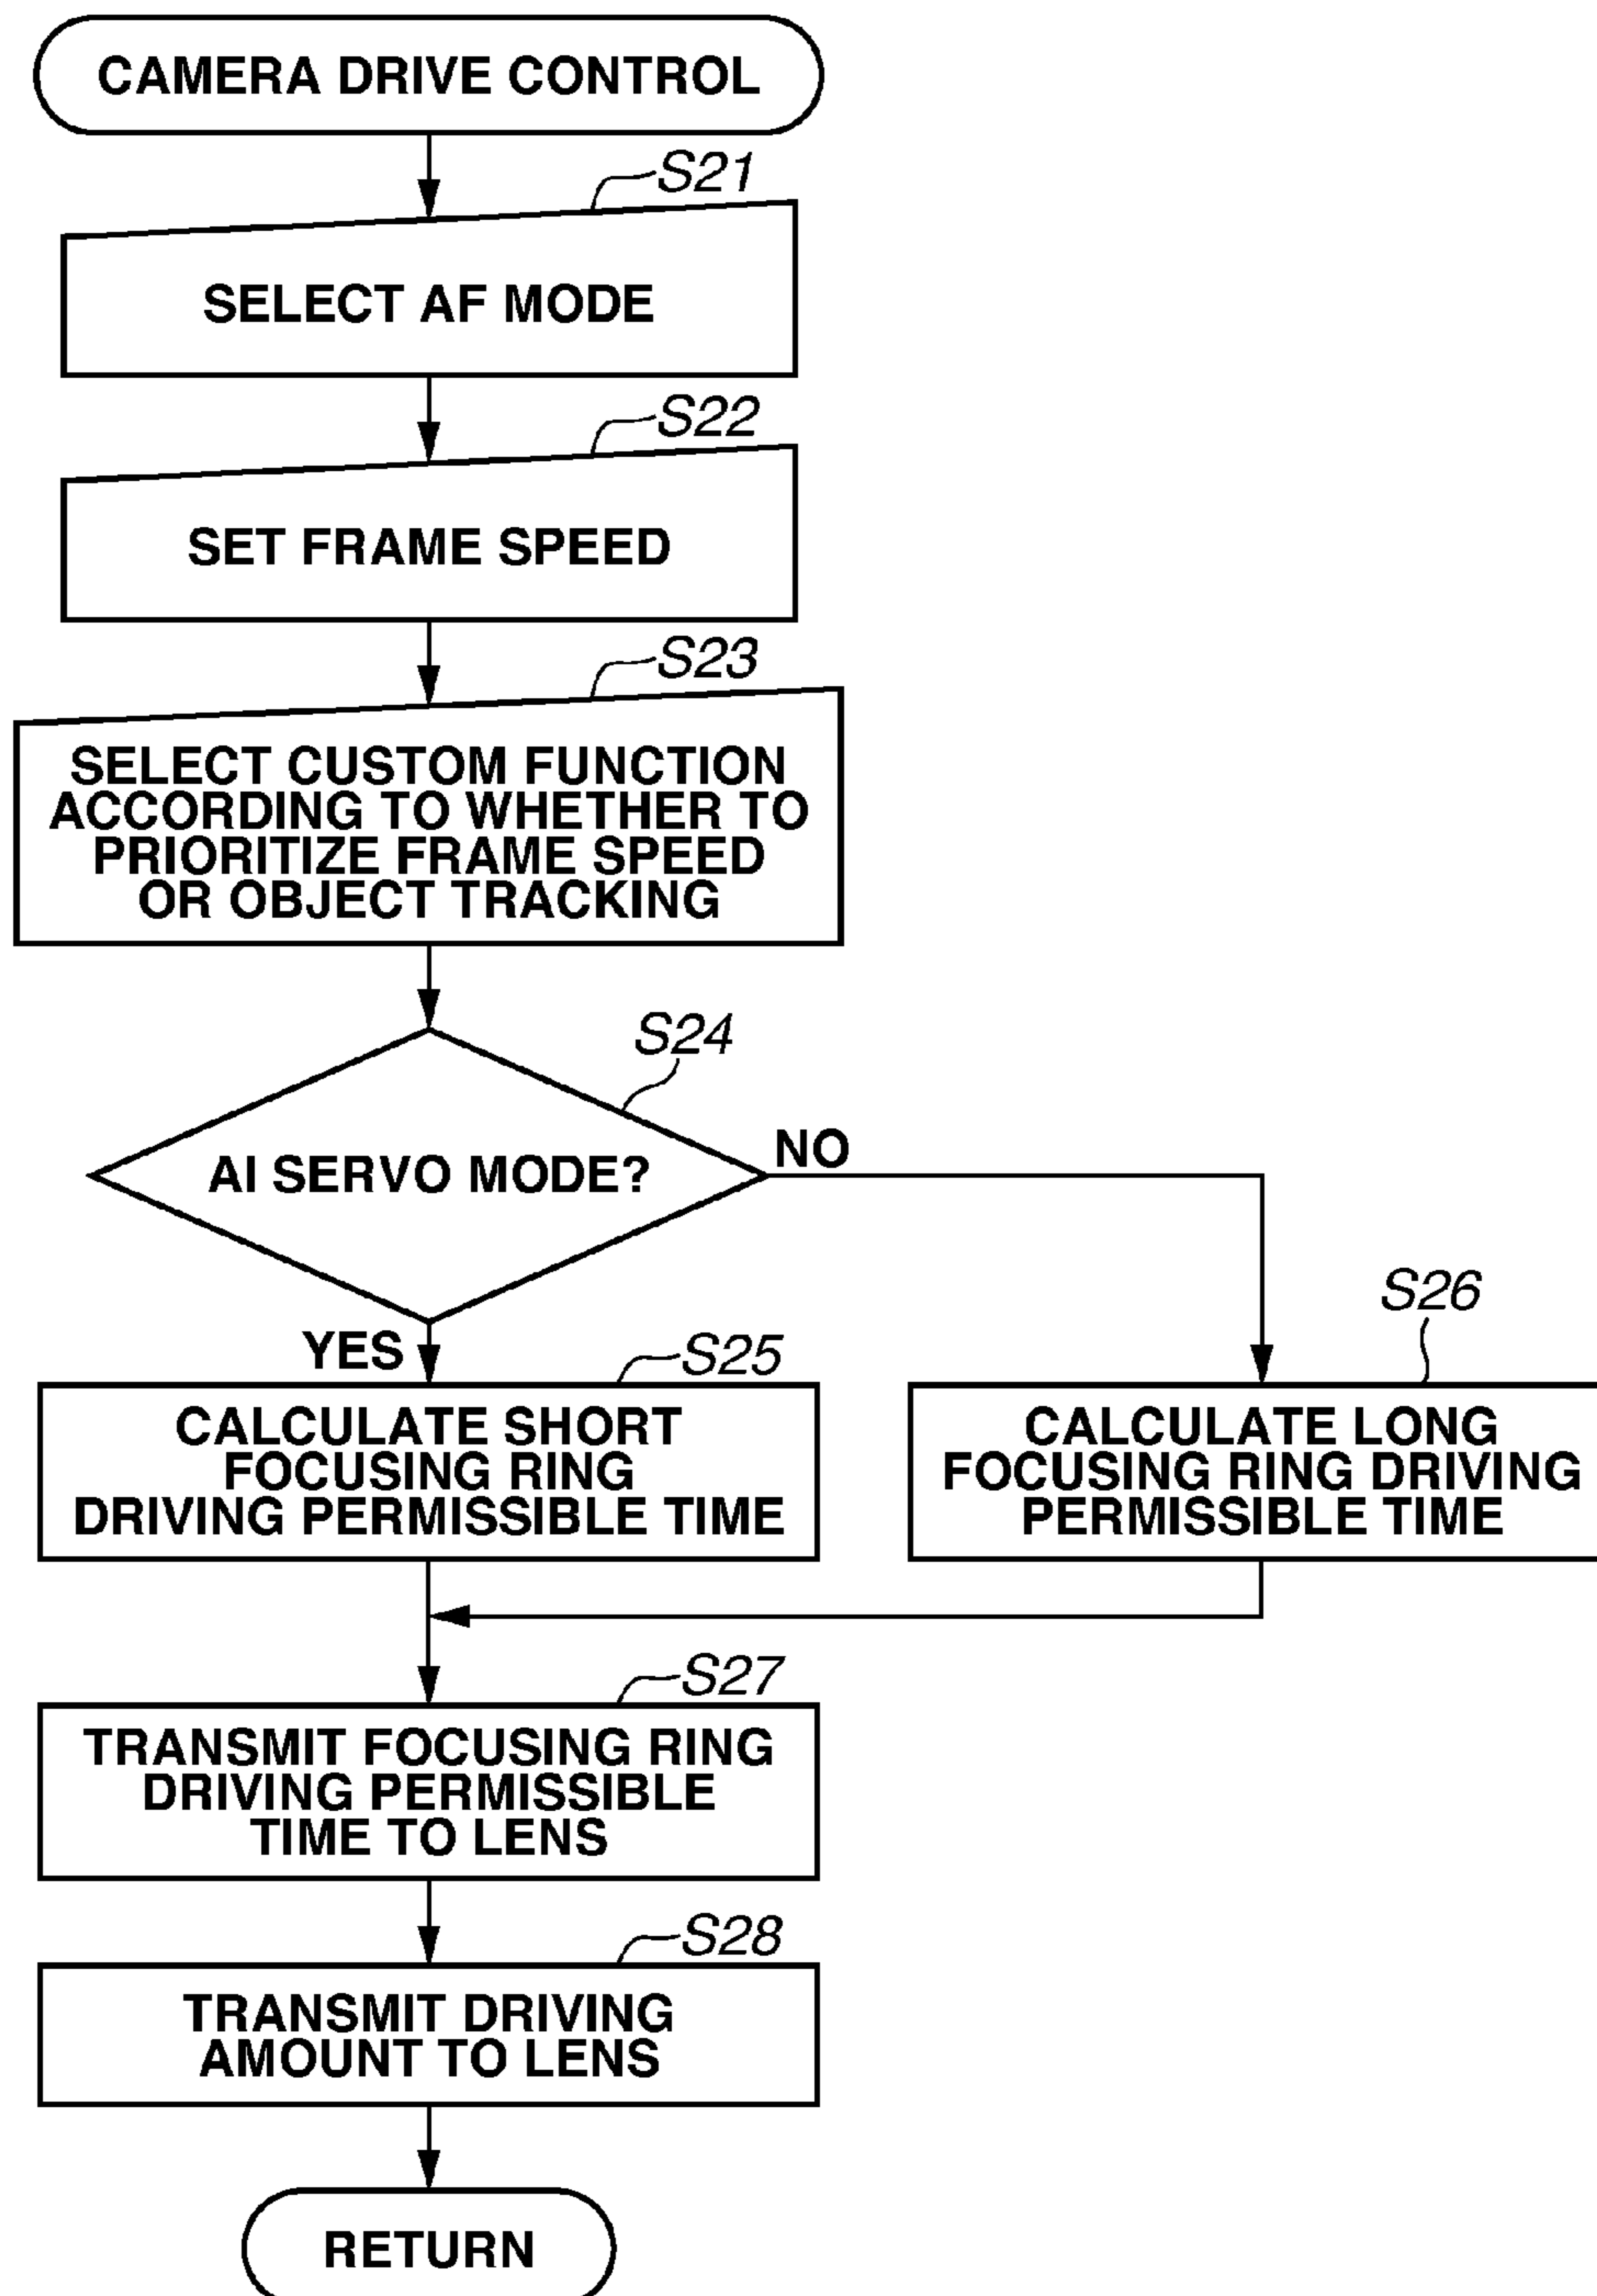 CAMERA DRIVE CONTROL
S21
SELECT AF MODE
S22
SET FRAME SPEED
S23
SELECT CUSTOM FUNCTION
ACCORDING TO WHETHER TO
PRIORITIZE FRAME SPEED
OR OBJECT TRACKING
S24
AI SERVO MODE?
NO
YES
S25
CALCULATE SHORT
FOCUSING RING
DRIVING PERMISSIBLE TIME
S26
CALCULATE LONG
FOCUSING RING DRIVING
PERMISSIBLE TIME
S27
TRANSMIT FOCUSING RING
DRIVING PERMISSIBLE
TIME TO LENS
S28
TRANSMIT DRIVING
AMOUNT TO LENS
RETURN